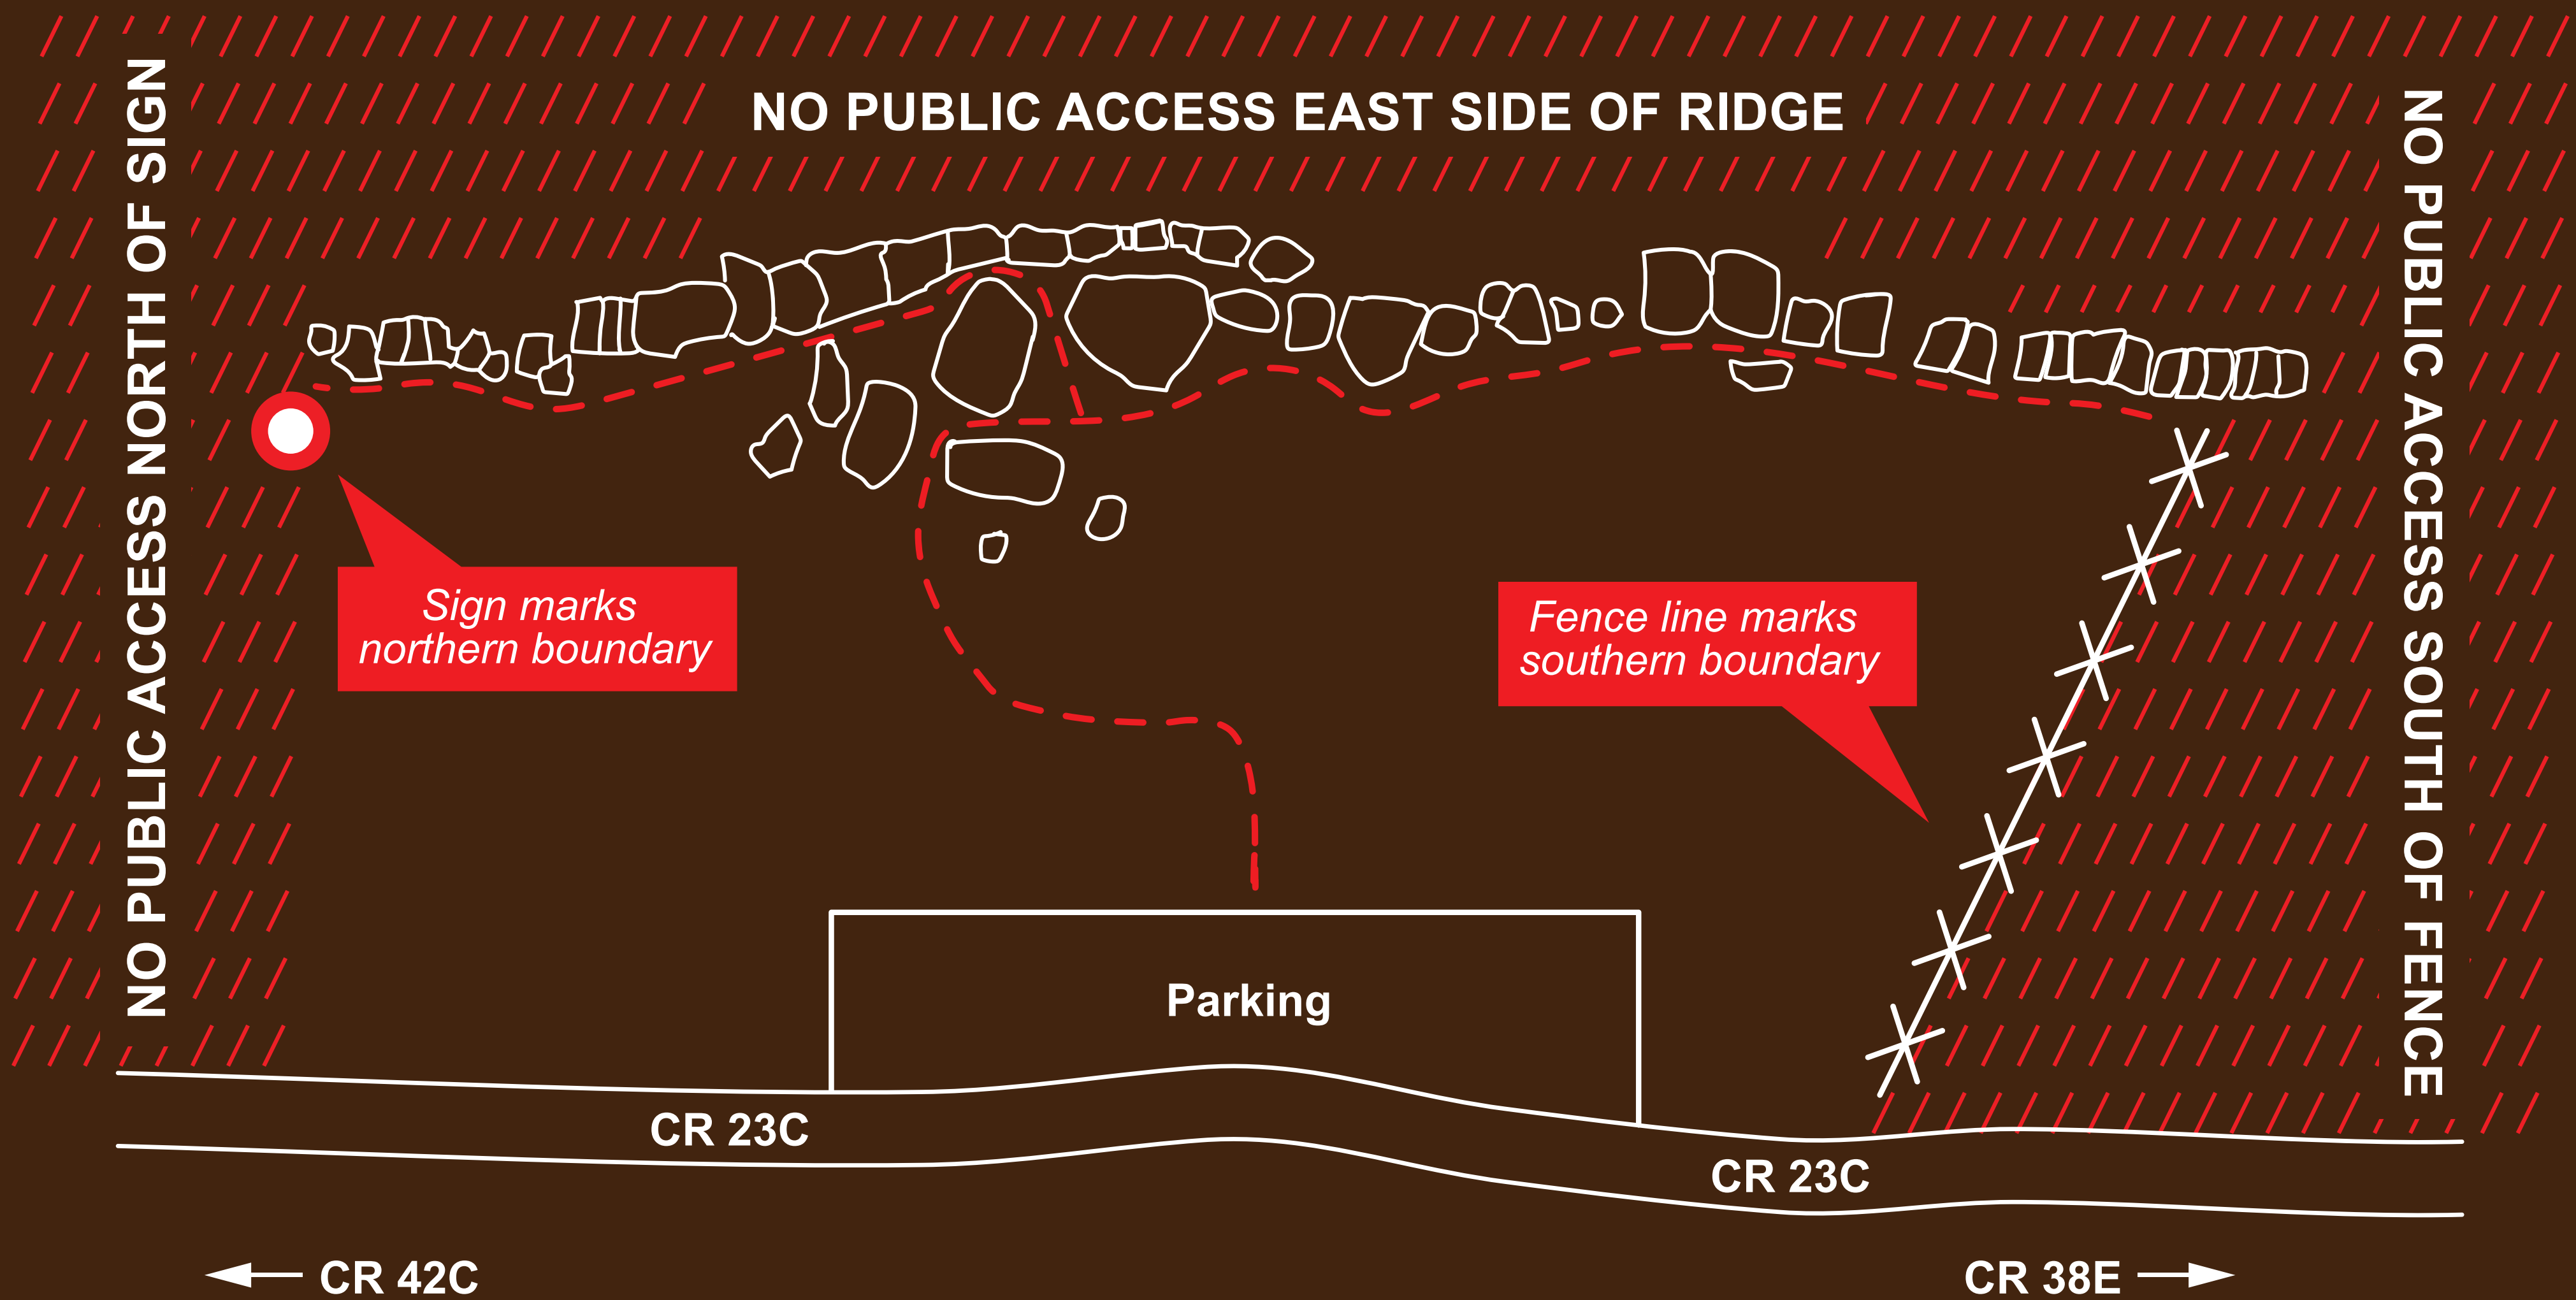 NO PUBLIC ACCESS EAST SIDE OF RIDGE
NO PUBLIC ACCESS NORTH OF SIGN
NO PUBLIC ACCESS SOUTH OF FENCE
Sign marks
northern boundary
Fence line marks
southern boundary
Parking
CR 23C
CR 23C
CR 42C
CR 38E